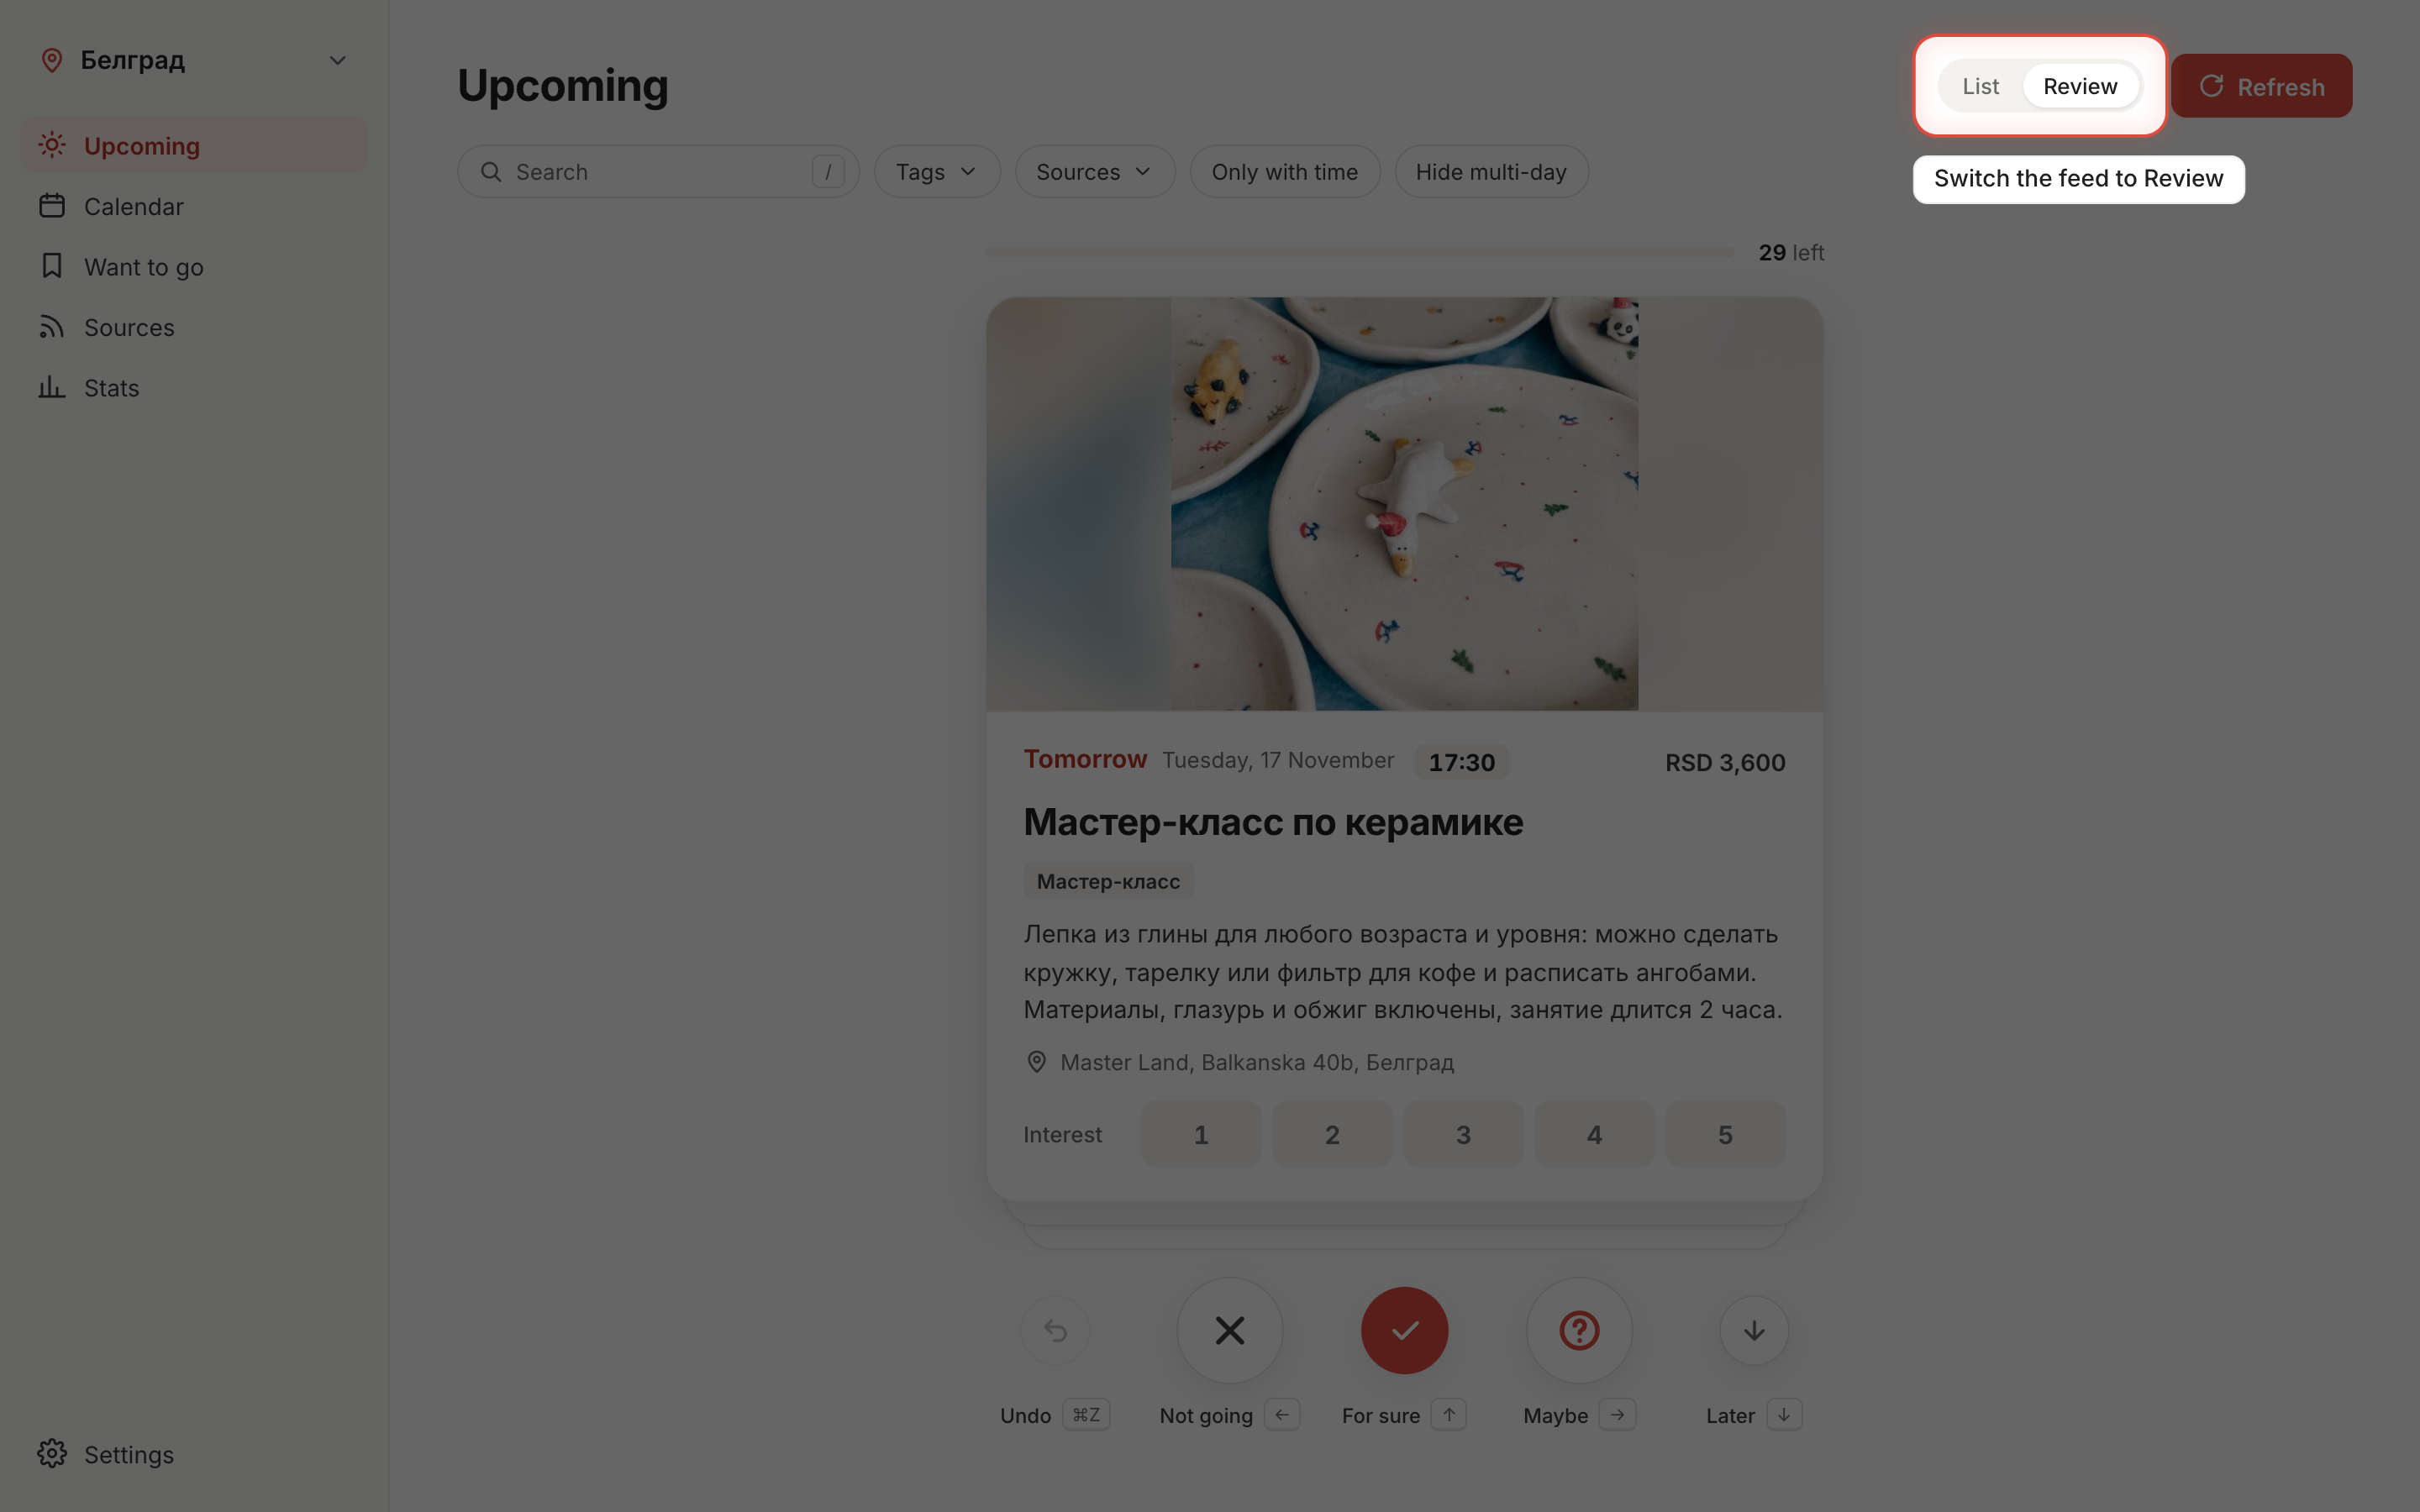 Белград
Upcoming
Calendar
Want to go
Sources
Stats
Settings
Upcoming
List
Review
Refresh
Switch the feed to Review
Search /
Tags
Sources
Only with time
Hide multi-day
29 left
Tomorrow Tuesday, 17 November 17:30 RSD 3,600
Мастер-класс по керамике
Мастер-класс
Лепка из глины для любого возраста и уровня: можно сделать
кружку, тарелку или фильтр для кофе и расписать ангобами.
Материалы, глазурь и обжиг включены, занятие длится 2 часа.
Master Land, Balkanska 40b, Белград
Interest 1 2 3 4 5
Undo ⌘Z
Not going ←
For sure ↑
Maybe →
Later ↓